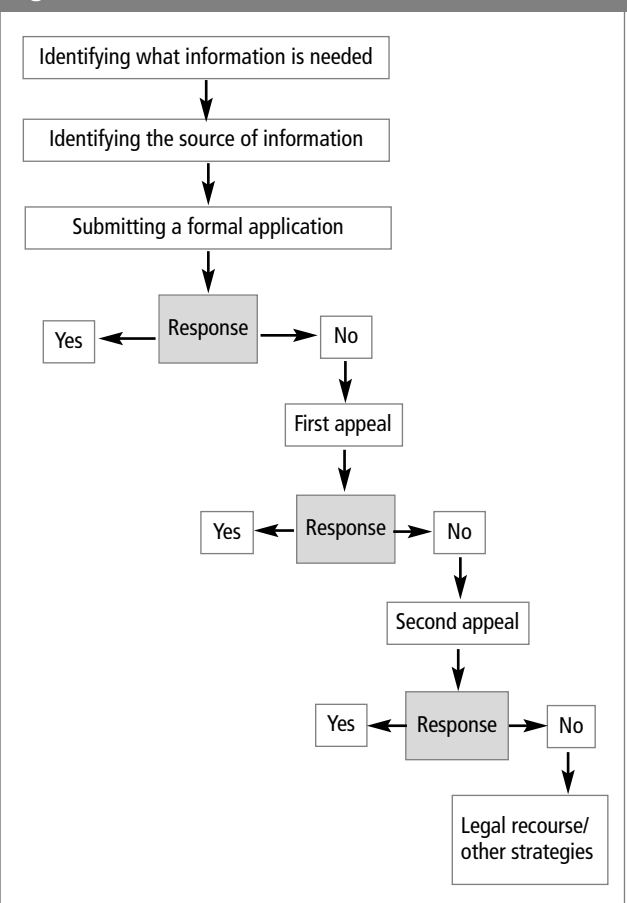 Identifying what information is needed
Identifying the source of information
Submitting a formal application
Response
Yes
No
First appeal
Response
Yes
No
Second appeal
Response
Yes
No
Legal recourse/
other strategies